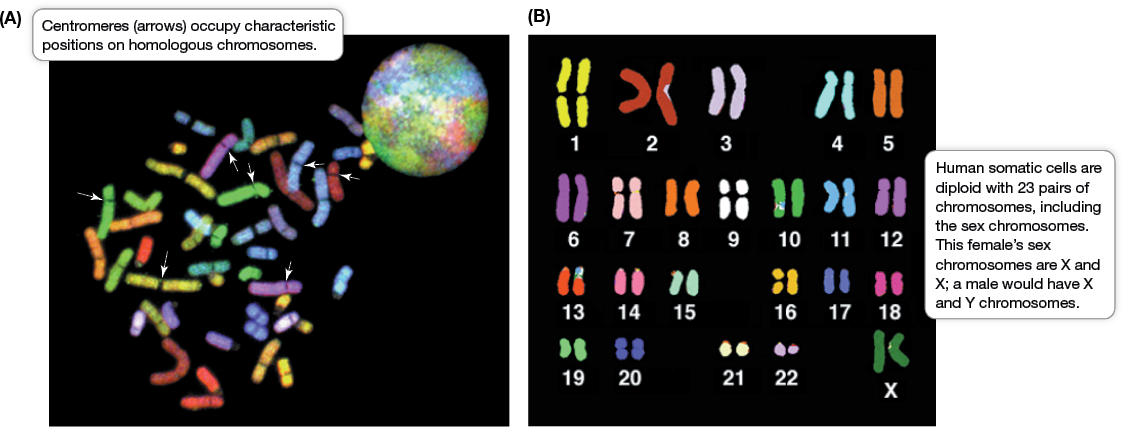 (A)
Centromeres (arrows) occupy characteristic
positions on homologous chromosomes.
(B)
1 2 3 4 5
6 7 8 9 10 11 12
13 14 15 16 17 18
19 20 21 22 X
Human somatic cells are
diploid with 23 pairs of
chromosomes, including
the sex chromosomes.
This female's sex
chromosomes are X and
X; a male would have X
and Y chromosomes.